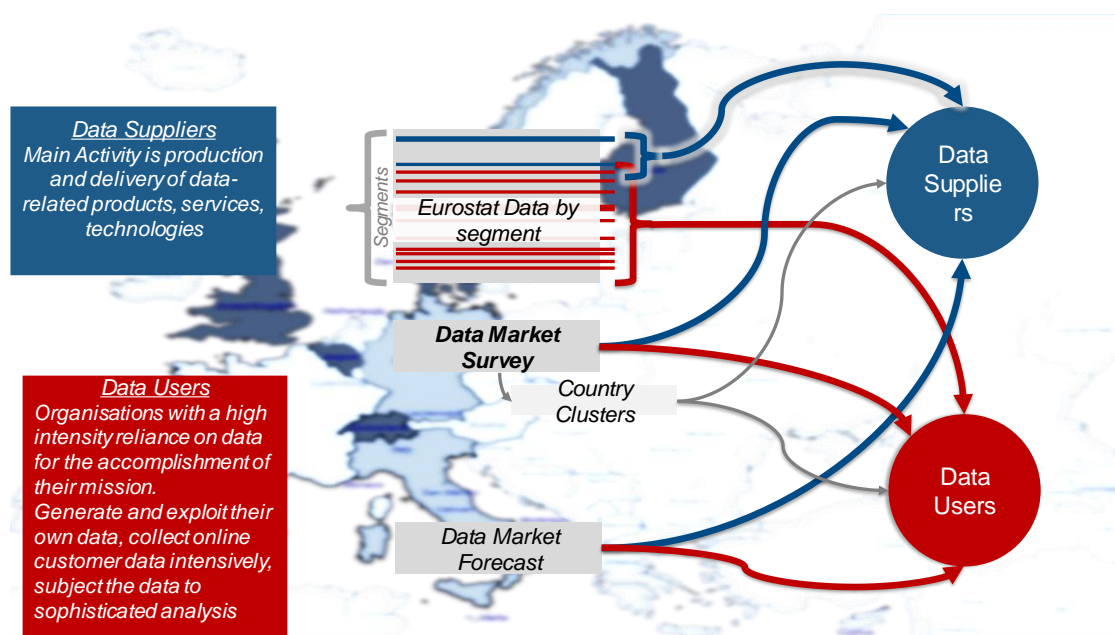 Data Suppliers
Main Activity is production
and delivery of data-
related products, services,
technologies
Segments
Eurostat Data by
segment
Data
Supplie
rs
Data Market
Survey
Country
Clusters
Data Users
Organisations with a high
intensity reliance on data
for the accomplishment of
their mission.
Generate and exploit their
own data, collect online
customer data intensively,
subject the data to
sophisticated analysis
Data Market
Forecast
Data
Users